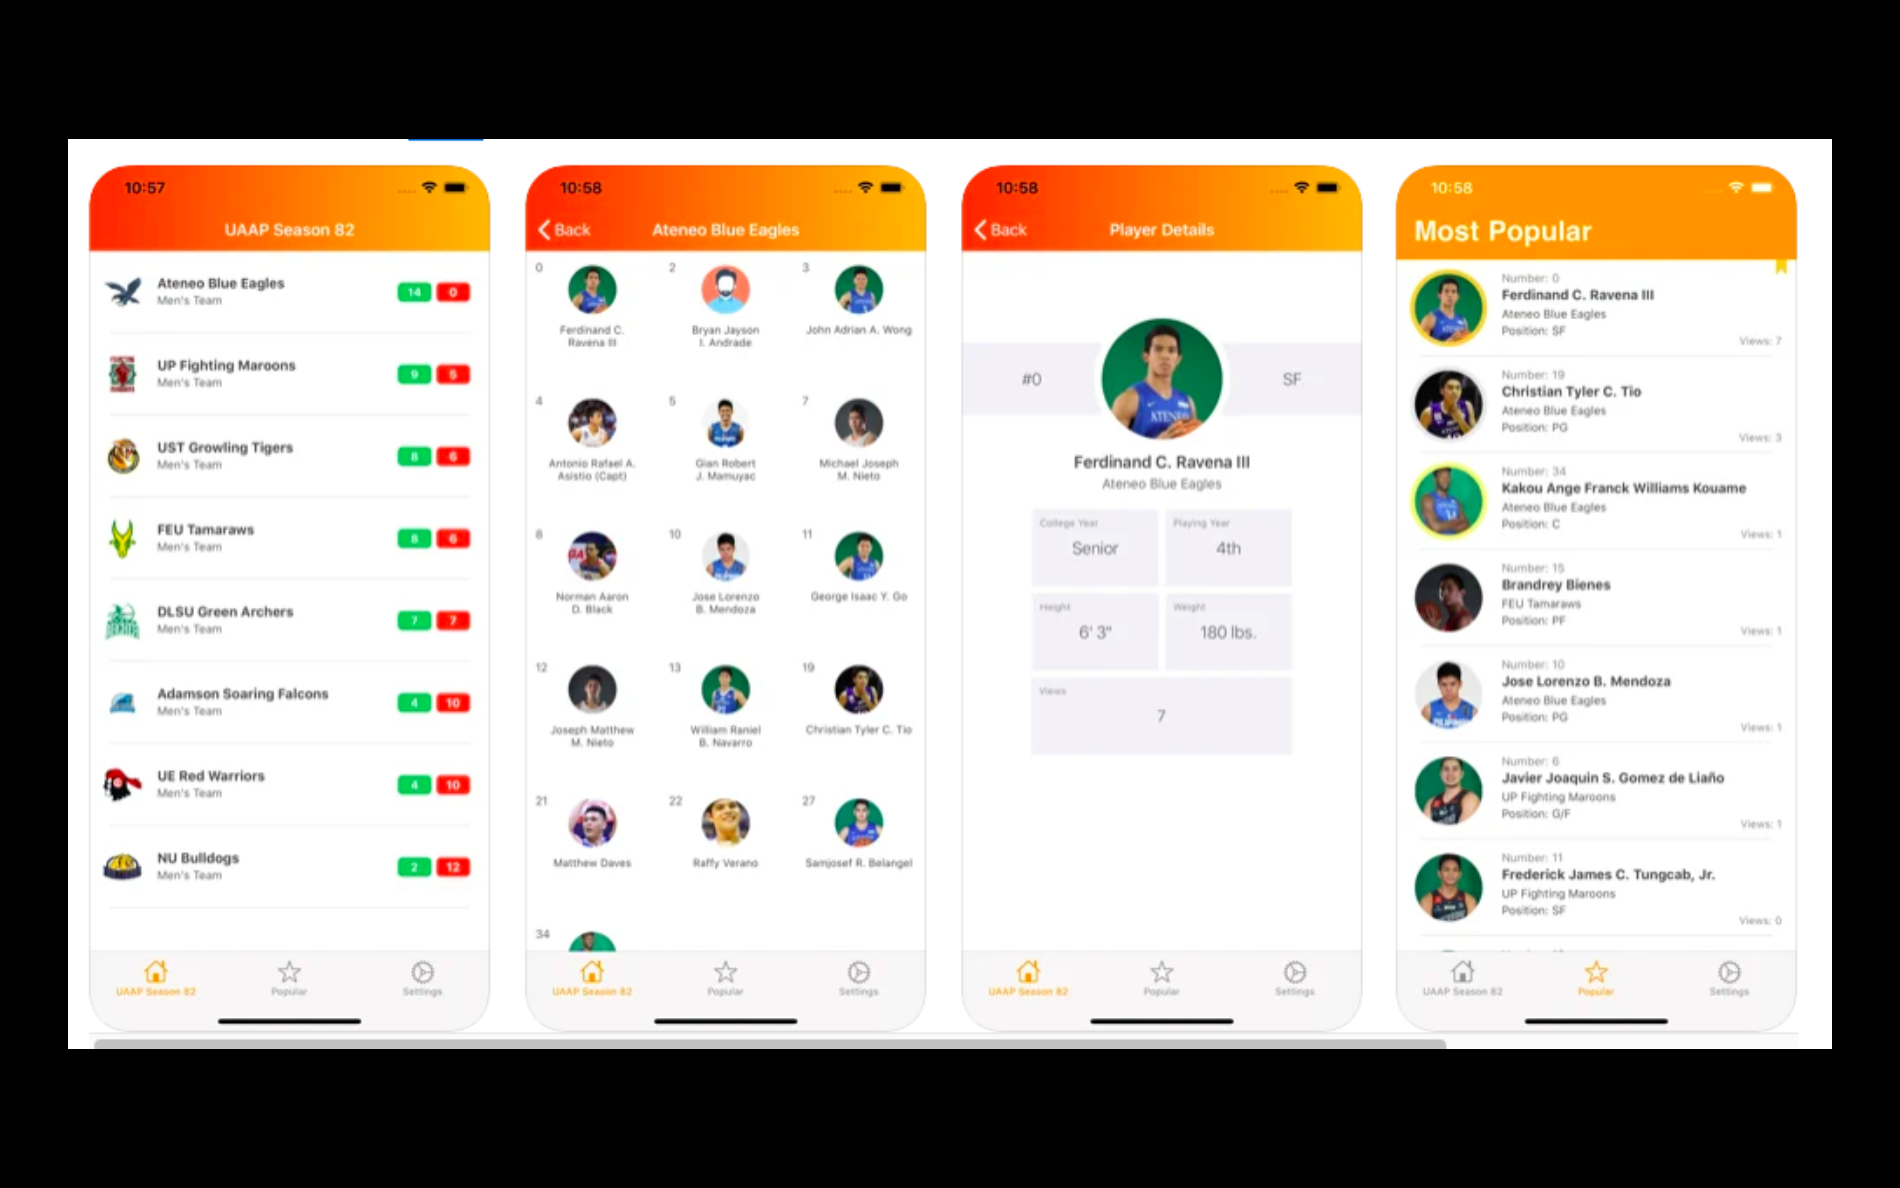 10:57
UAAP Season 82
Ateneo Blue Eagles
Men's Team
14 0
UP Fighting Maroons
Men's Team
9 5
UST Growling Tigers
Men's Team
8 6
FEU Tamaraws
Men's Team
8 6
DLSU Green Archers
Men's Team
7 7
Adamson Soaring Falcons
Men's Team
4 10
UE Red Warriors
Men's Team
4 10
NU Bulldogs
Men's Team
2 12
UAAP Season 82 Popular Settings
10:58
Back Ateneo Blue Eagles
0 2 3
Ferdinand C.
Ravena III
Bryan Jayson
I. Andrade
John Adrian A. Wong
4 5 7
Antonio Rafael A.
Asistio (Capt)
Gian Robert
J. Mamuyac
Michael Joseph
M. Nieto
8 10 11
Norman Aaron
D. Black
Jose Lorenzo
B. Mendoza
George Isaac Y. Go
12 13 19
Joseph Matthew
M. Nieto
William Raniel
B. Navarro
Christian Tyler C. Tio
21 22 27
Matthew Daves
Raffy Verano
Samjosef R. Belangel
34
UAAP Season 82 Popular Settings
10:58
Back Player Details
#0 SF
ATENEO
Ferdinand C. Ravena III
Ateneo Blue Eagles
College Year
Senior
Playing Year
4th
Height
6' 3"
Weight
180 lbs.
Views
7
UAAP Season 82 Popular Settings
10:58
Most Popular
Number: 0
Ferdinand C. Ravena III
Ateneo Blue Eagles
Position: SF
Views: 7
Number: 19
Christian Tyler C. Tio
Ateneo Blue Eagles
Position: PG
Views: 3
Number: 34
Kakou Ange Franck Williams Kouame
Ateneo Blue Eagles
Position: C
Views: 1
Number: 15
Brandrey Bienes
FEU Tamaraws
Position: PF
Views: 1
Number: 10
Jose Lorenzo B. Mendoza
Ateneo Blue Eagles
Position: PG
Views: 1
Number: 6
Javier Joaquin S. Gomez de Liaño
UP Fighting Maroons
Position: G/F
Views: 1
Number: 11
Frederick James C. Tungcab, Jr.
UP Fighting Maroons
Position: SF
Views: 0
UAAP Season 82 Popular Settings